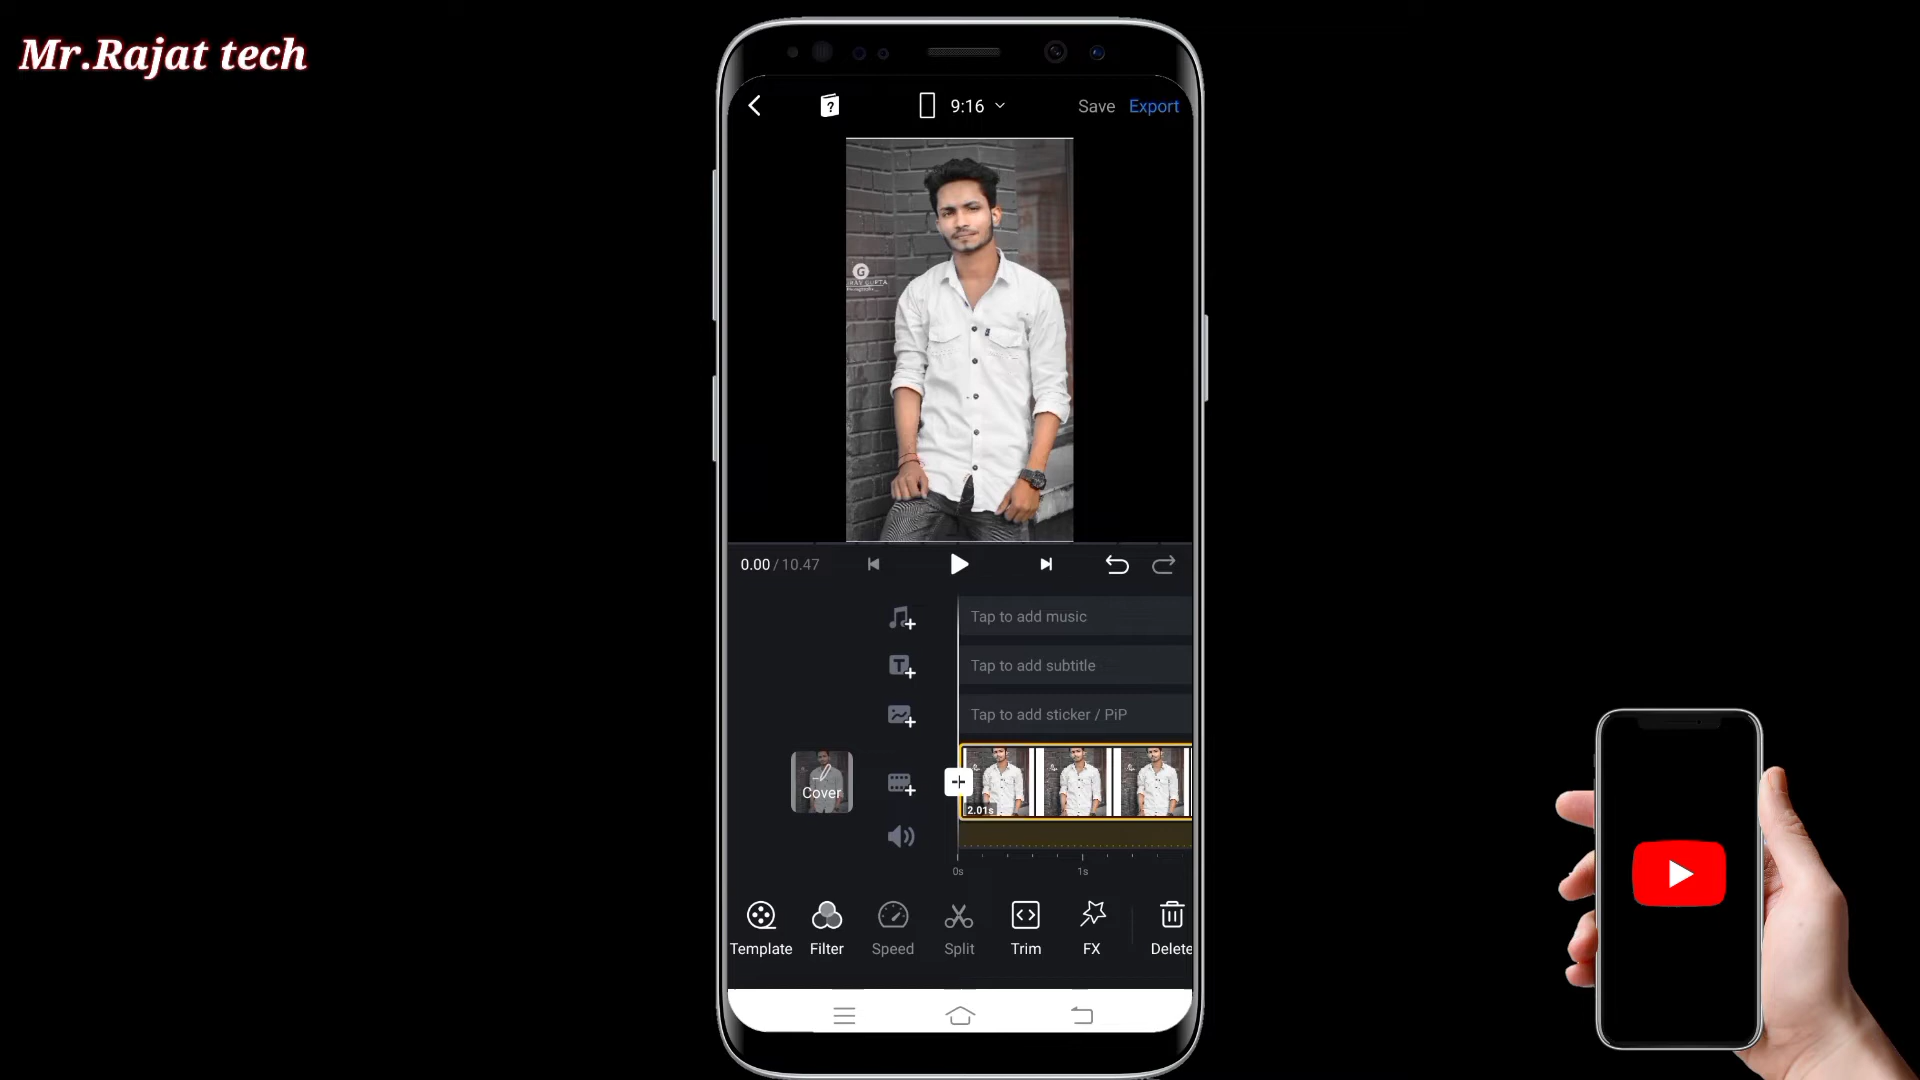 Mr.Rajat tech
9:16
Save
Export
G
0.00 / 10.47
Tap to add music
Tap to add subtitle
Tap to add sticker / PiP
Cover
2.01s
0s
1s
Template
Filter
Speed
Split
Trim
FX
Delete